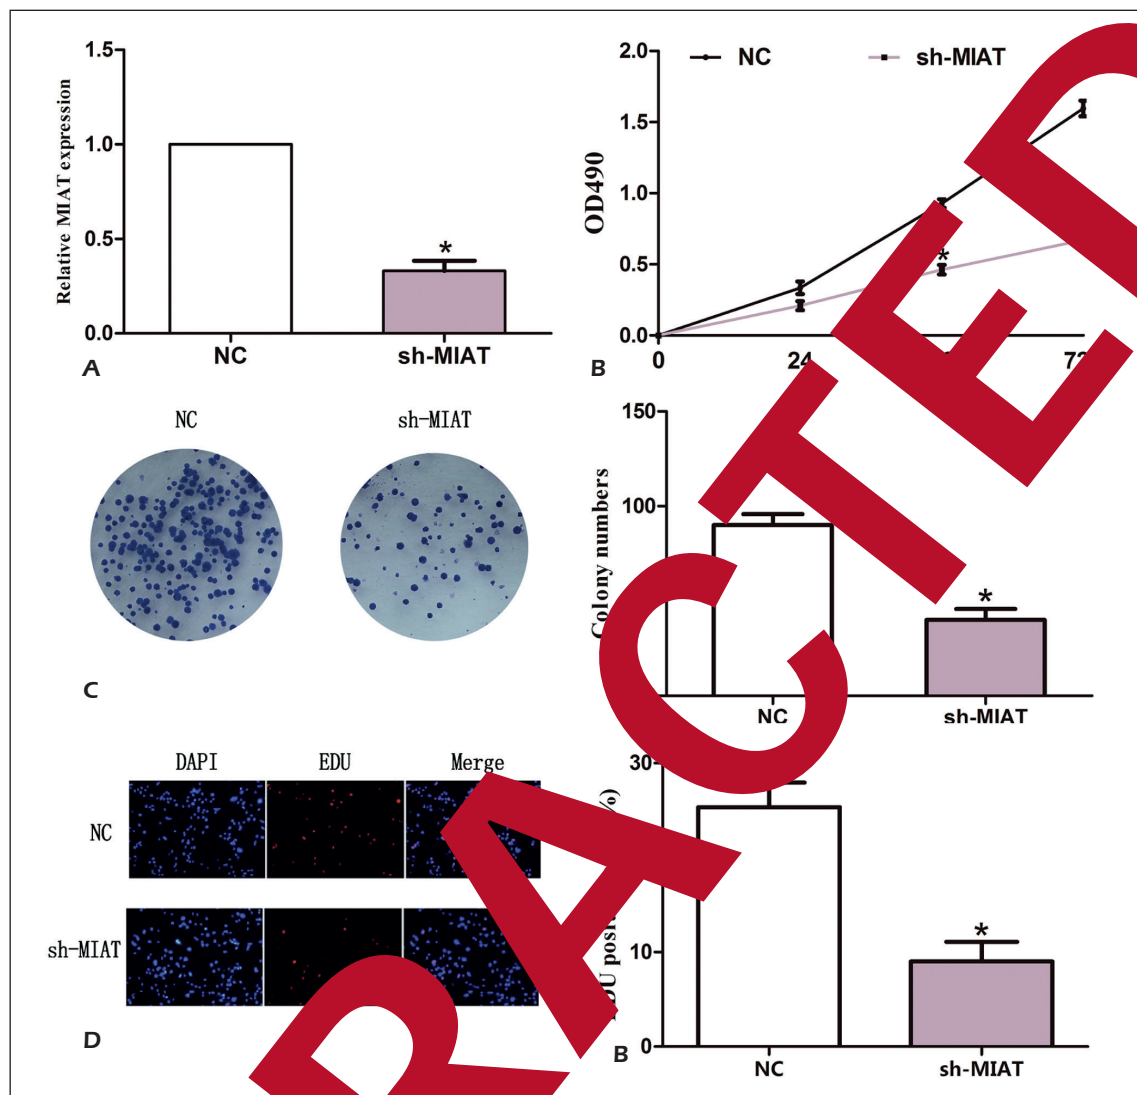 1.5
1.0
0.5
0.0
Relative MIAT expression
*
NC
sh-MIAT
A
2.0
1.5
1.0
0.5
0.0
OD490
NC
sh-MIAT
*
0
24
B
NC
sh-MIAT
C
150
100
Colony numbers
*
NC
sh-MIAT
DAPI
EDU
Merge
NC
sh-MIAT
D
30
10
0
*
NC
sh-MIAT
B
RACTED